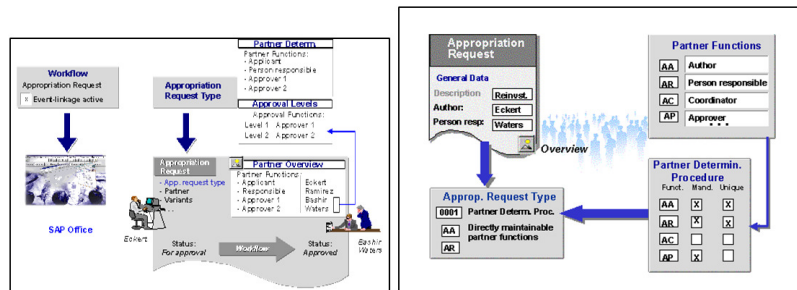 Workflow
Appropriation Request
x Event-linkage active
SAP Office
Appropriation
Request Type
Partner Determ.
Partner Functions:
- Applicant
- Person responsible
- Approver 1
- Approver 2
Approval Levels
Approval Functions:
Level 1 Approver 1
Level 2 Approver 2
Appropriation
Request
- App. request type
- Partner
Variants
...
Partner Overview
Partner Functions:
- Applicant Eckert
- Responsible Ramirez
- Approver 1 Bashir
- Approver 2 Waters
Eckert
Status:
For approval
Workflow
Status:
Approved
Bashir
Waters
Appropriation
Request
General Data
Description Reinvst.
Author: Eckert
Person resp: Waters
Overview
Partner Functions
AA Author
AR Person responsible
AC Coordinator
AP Approver
...
Approp. Request Type
0001 Partner Determ. Proc.
AA Directly maintainable
AR partner functions
Partner Determin.
Procedure
Funct. Mand. Unique
AA X X
AR X X
AC
AP X